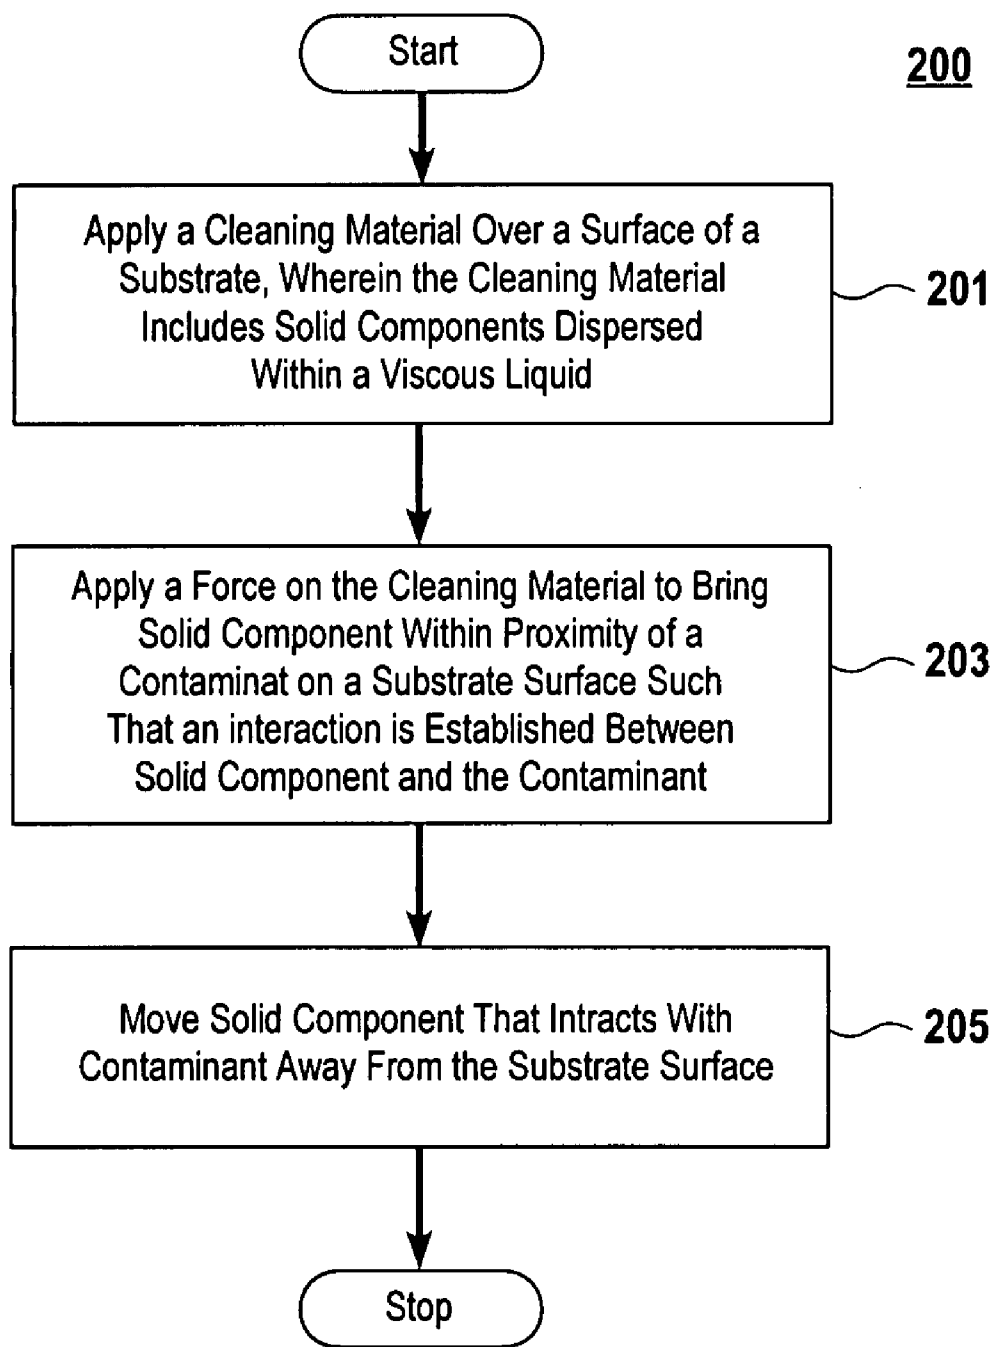 Start
200
Apply a Cleaning Material Over a Surface of a
Substrate, Wherein the Cleaning Material
Includes Solid Components Dispersed
Within a Viscous Liquid
201
Apply a Force on the Cleaning Material to Bring
Solid Component Within Proximity of a
Contaminat on a Substrate Surface Such
That an interaction is Established Between
Solid Component and the Contaminant
203
Move Solid Component That Intracts With
Contaminant Away From the Substrate Surface
205
Stop